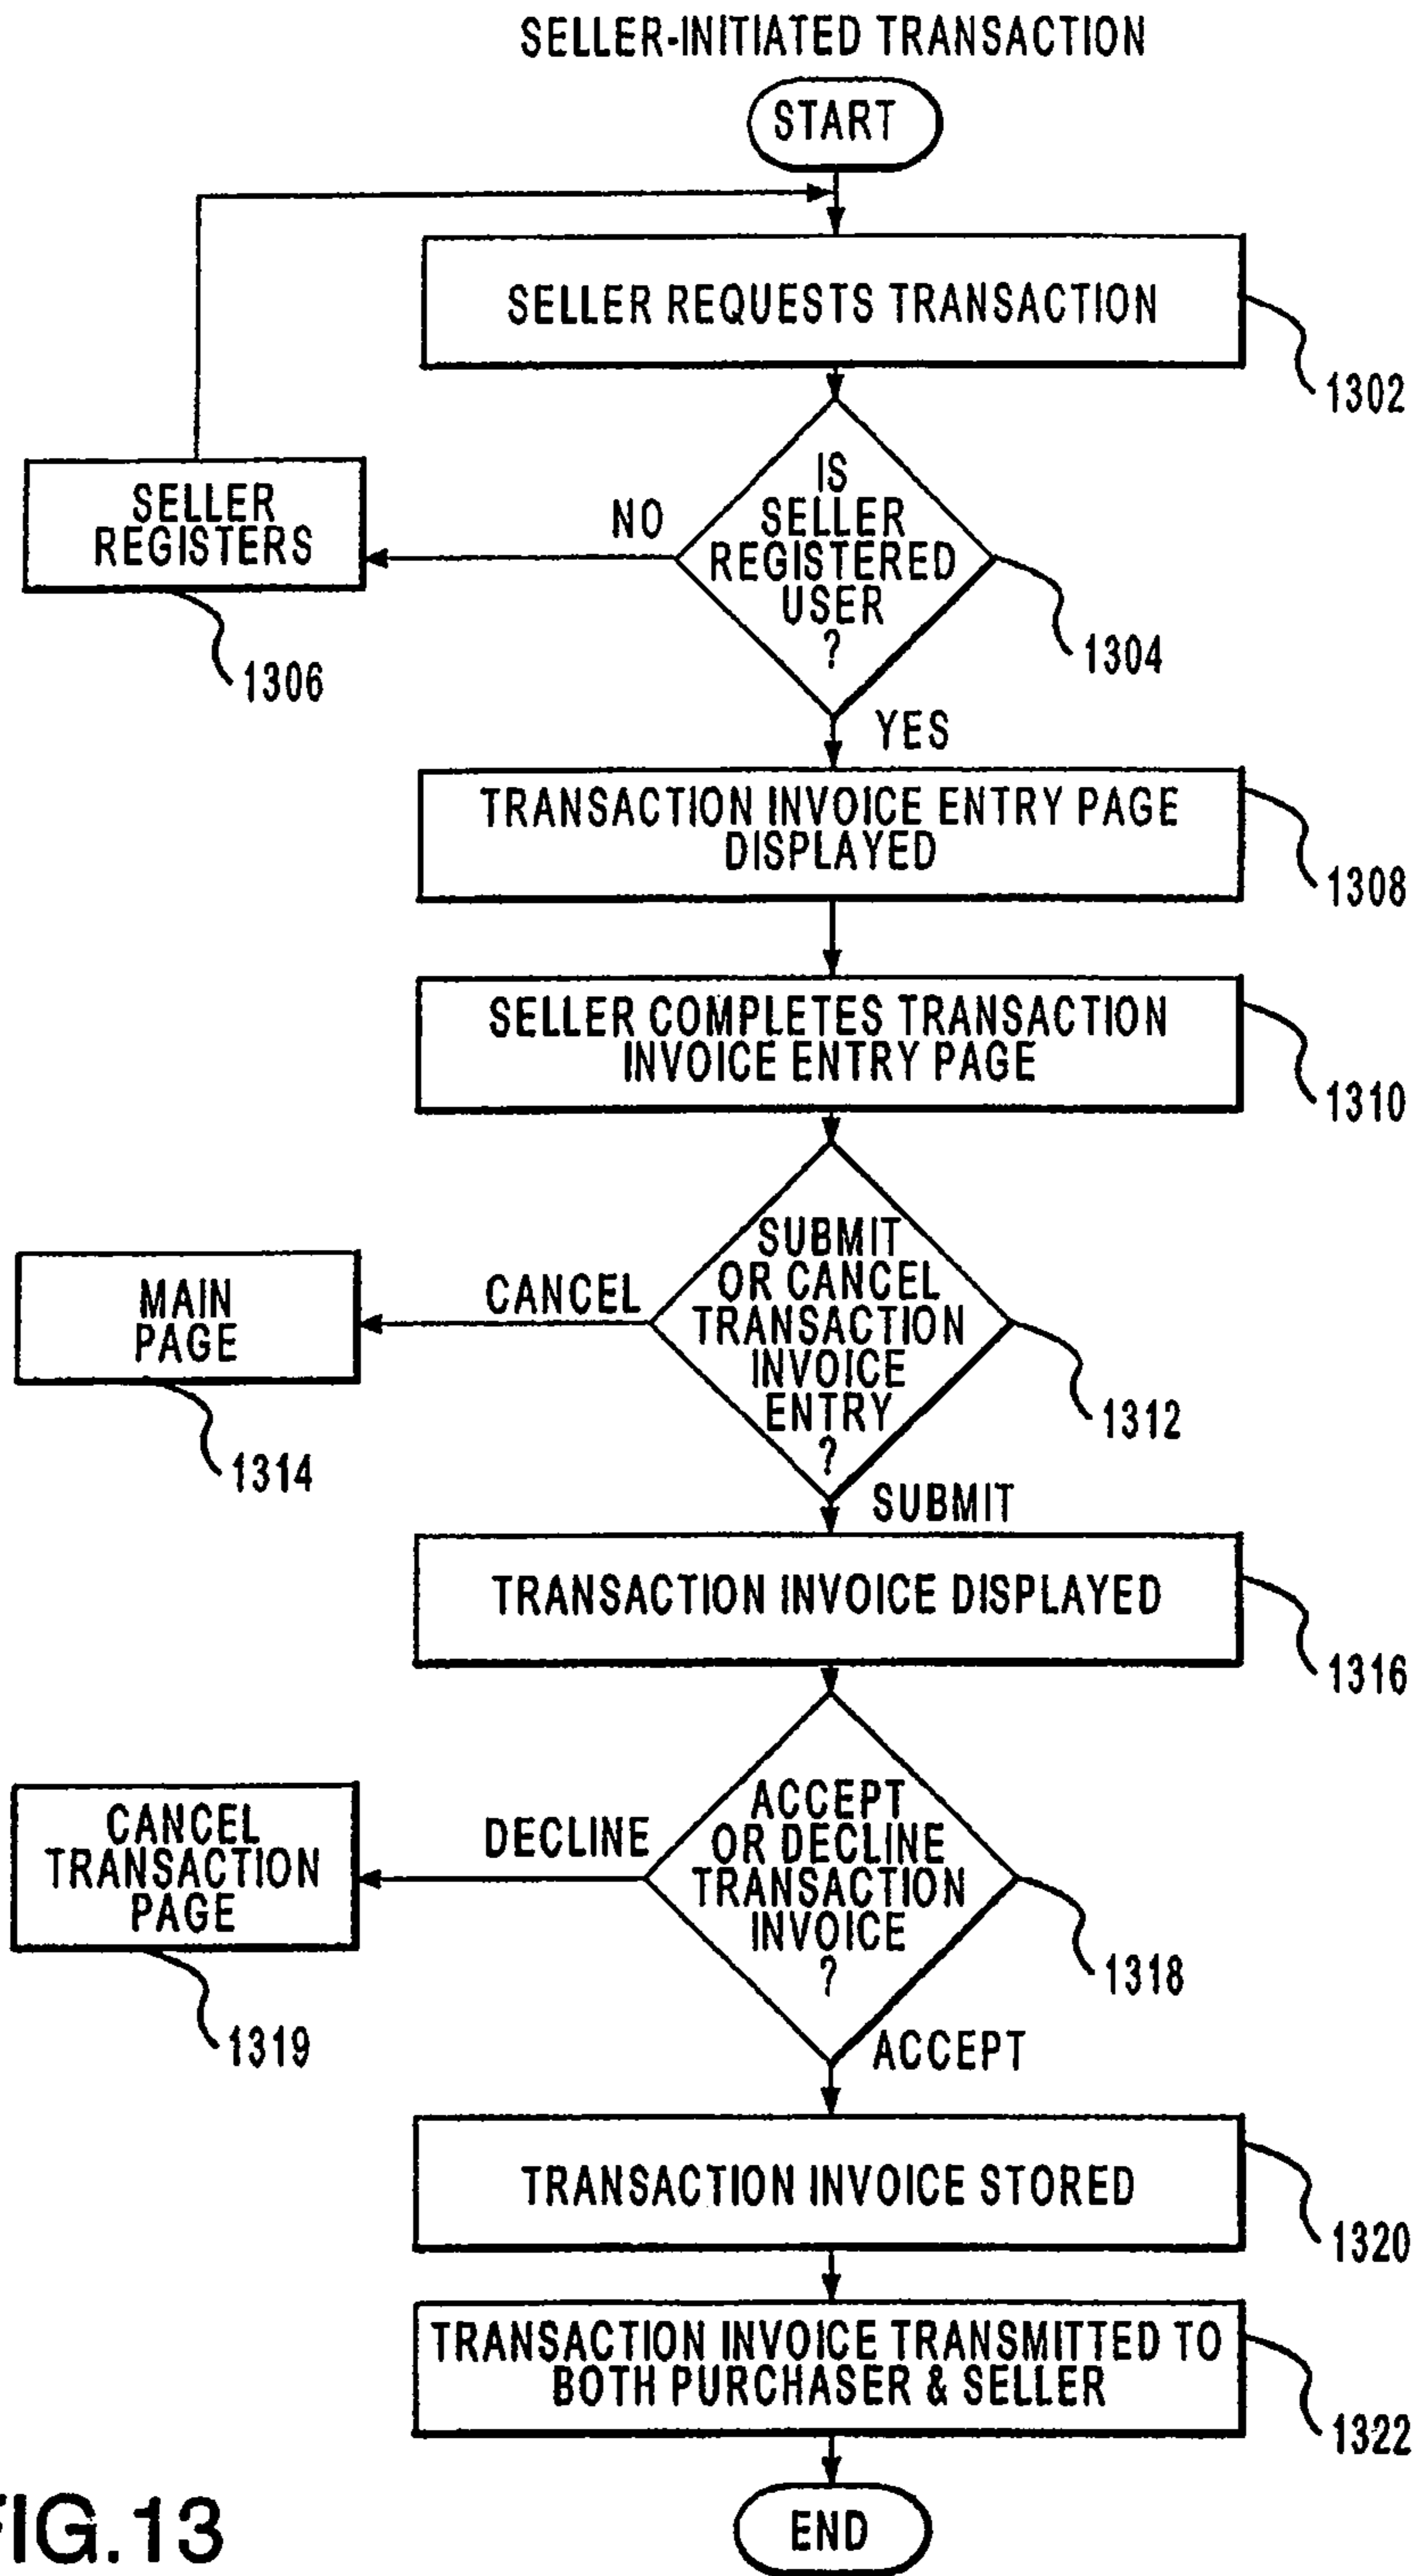 SELLER-INITIATED TRANSACTION
START
SELLER REQUESTS TRANSACTION
1302
IS
SELLER
REGISTERED
USER
?
NO
SELLER
REGISTERS
1304
1306
YES
TRANSACTION INVOICE ENTRY PAGE
DISPLAYED
1308
SELLER COMPLETES TRANSACTION
INVOICE ENTRY PAGE
1310
SUBMIT
OR CANCEL
TRANSACTION
INVOICE
ENTRY
?
CANCEL
MAIN
PAGE
1312
1314
SUBMIT
TRANSACTION INVOICE DISPLAYED
1316
ACCEPT
OR DECLINE
TRANSACTION
INVOICE
?
DECLINE
CANCEL
TRANSACTION
PAGE
1318
1319
ACCEPT
TRANSACTION INVOICE STORED
1320
TRANSACTION INVOICE TRANSMITTED TO
BOTH PURCHASER & SELLER
1322
END
FIG.13